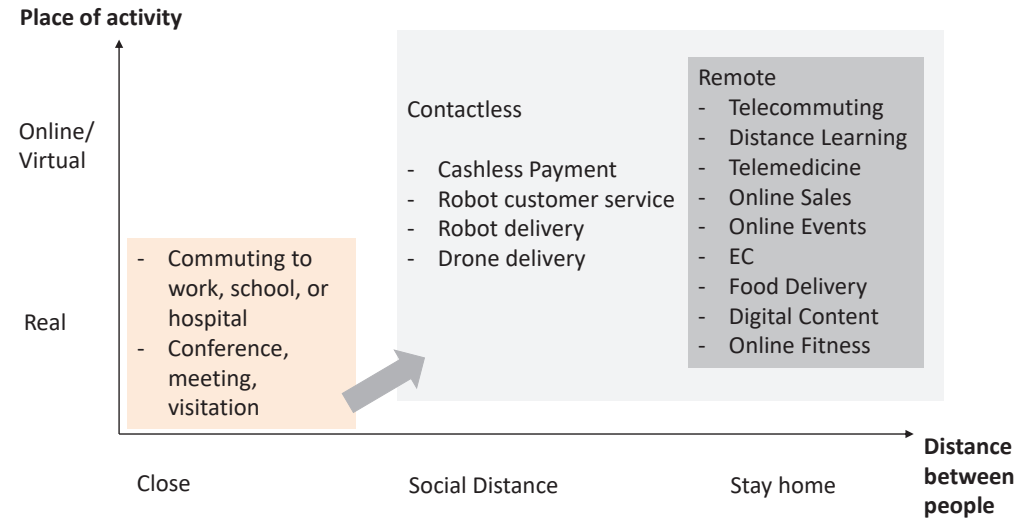 Place of activity
Online/
Virtual
Real
- Commuting to
work, school, or
hospital
- Conference,
meeting,
visitation
Contactless
- Cashless Payment
- Robot customer service
- Robot delivery
- Drone delivery
Remote
- Telecommuting
- Distance Learning
- Telemedicine
- Online Sales
- Online Events
- EC
- Food Delivery
- Digital Content
- Online Fitness
Close
Social Distance
Stay home
Distance
between
people